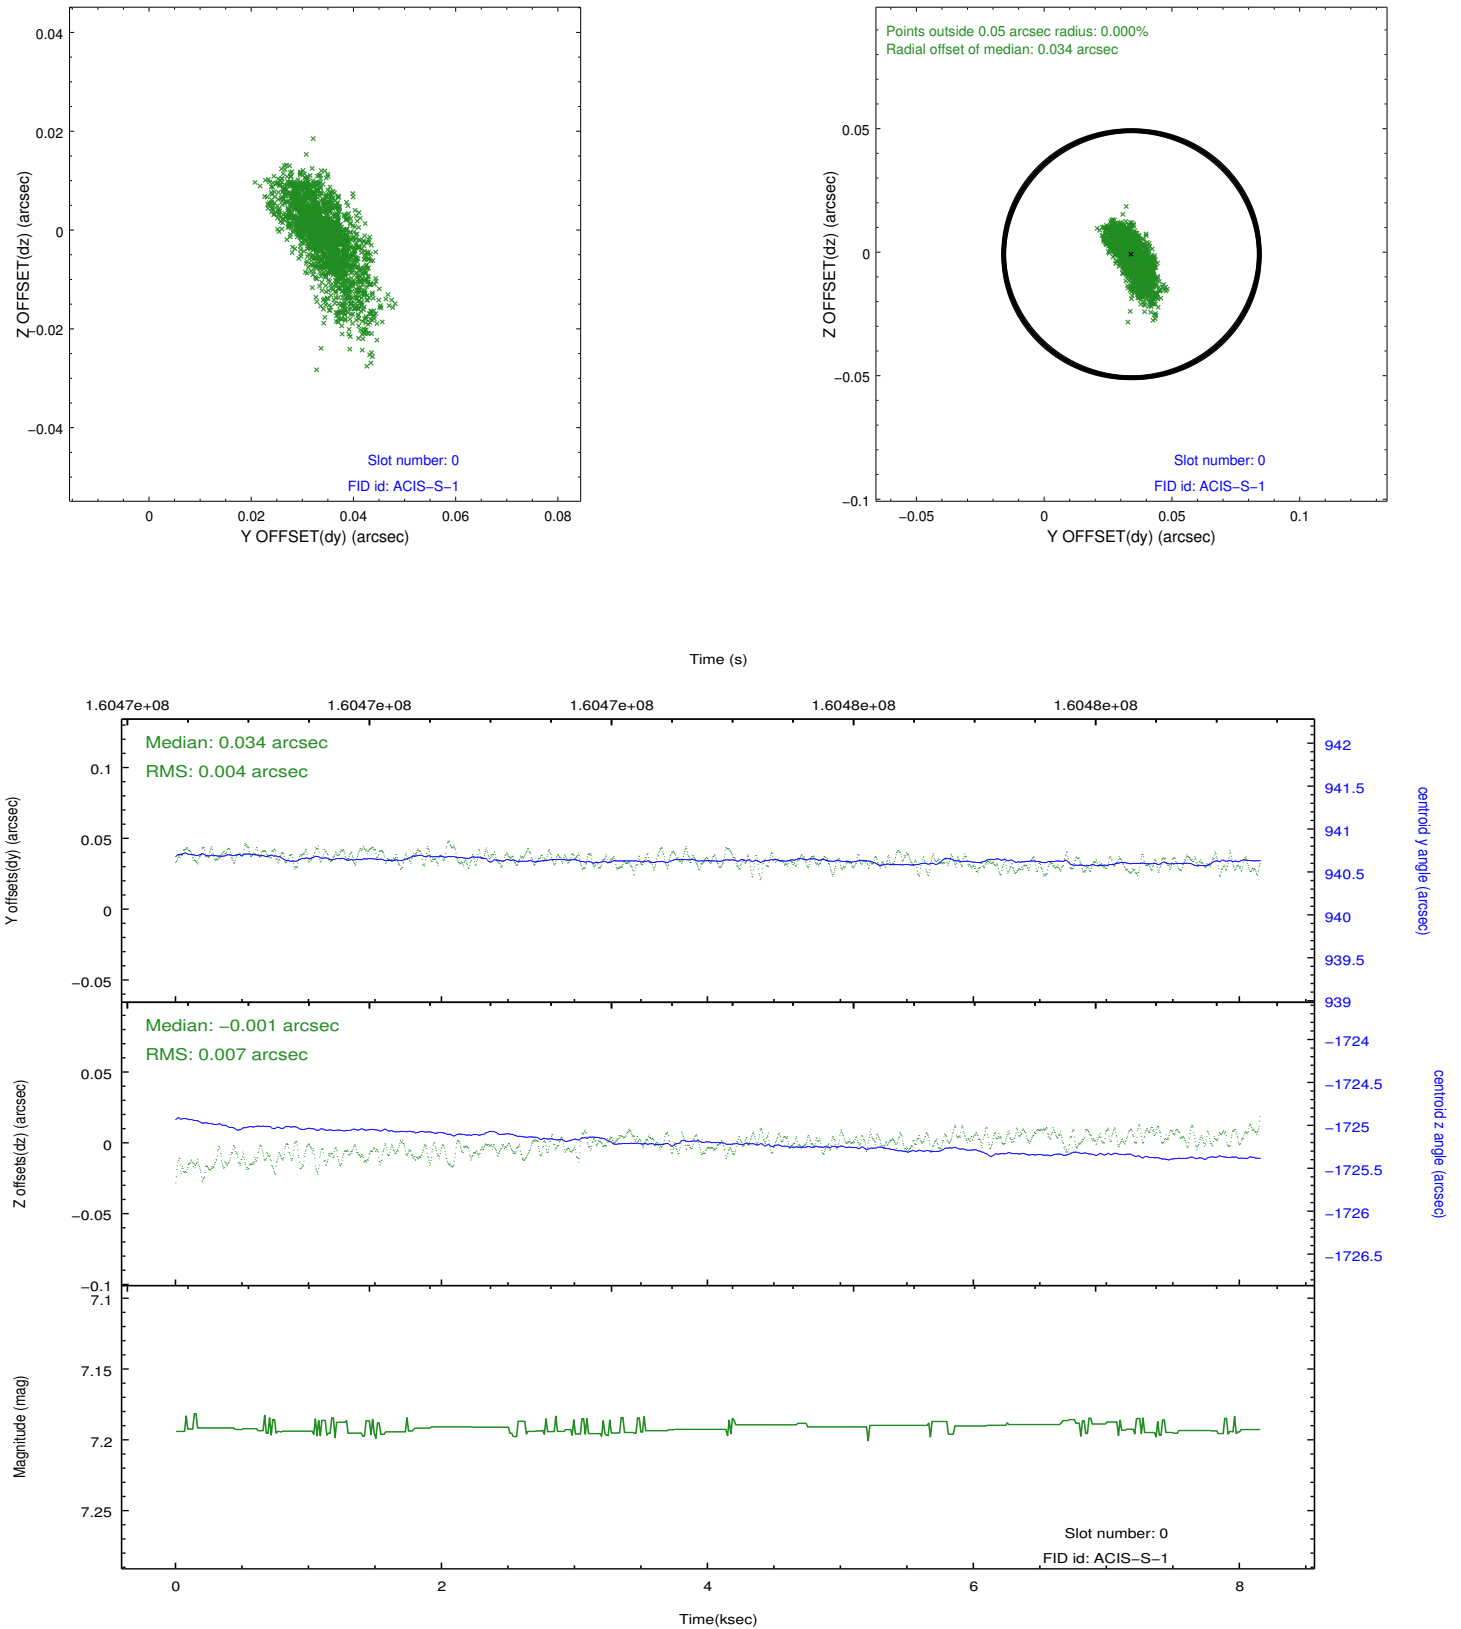 0.04
0.02
0
−0.02
−0.04
Z OFFSET(dz) (arcsec)
Slot number: 0
FID id: ACIS−S−1
0
0.02
0.04
0.06
0.08
Y OFFSET(dy) (arcsec)
Points outside 0.05 arcsec radius: 0.000%
Radial offset of median: 0.034 arcsec
0.05
0
−0.05
−0.1
Z OFFSET(dz) (arcsec)
Slot number: 0
FID id: ACIS−S−1
−0.05
0
0.05
0.1
Y OFFSET(dy) (arcsec)
Time (s)
1.6047e+08
1.6047e+08
1.6047e+08
1.6048e+08
1.6048e+08
Median: 0.034 arcsec
RMS: 0.004 arcsec
0.1
0.05
0
−0.05
Y offsets(dy) (arcsec)
942
941.5
941
940.5
940
939.5
939
centroid y angle (arcsec)
Median: −0.001 arcsec
RMS: 0.007 arcsec
0.05
0
−0.05
−0.1
Z offsets(dz) (arcsec)
−1724
−1724.5
−1725
−1725.5
−1726
−1726.5
centroid z angle (arcsec)
7.1
7.15
7.2
7.25
Magnitude (mag)
Slot number: 0
FID id: ACIS−S−1
0
2
4
6
8
Time(ksec)